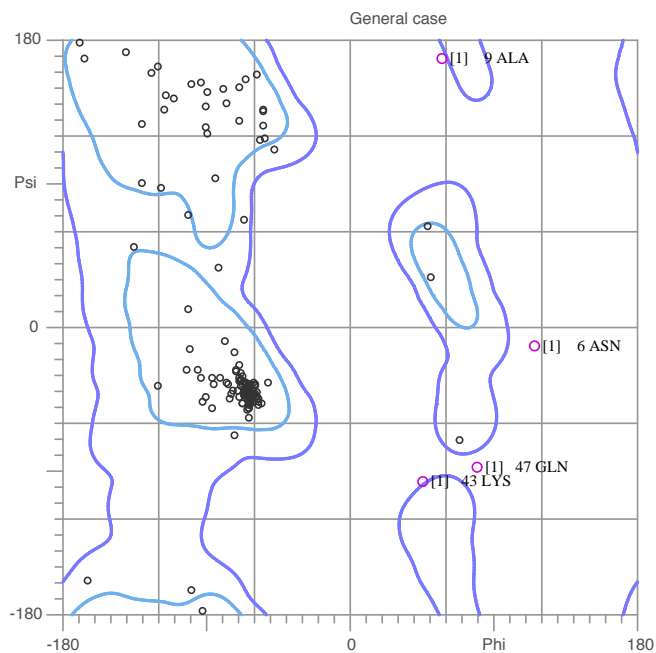 General case
180
[1] 9 ALA
Psi
0
[1] 6 ASN
[1] 47 GLN
[1] 43 LYS
-180
-180 0 Phi 180